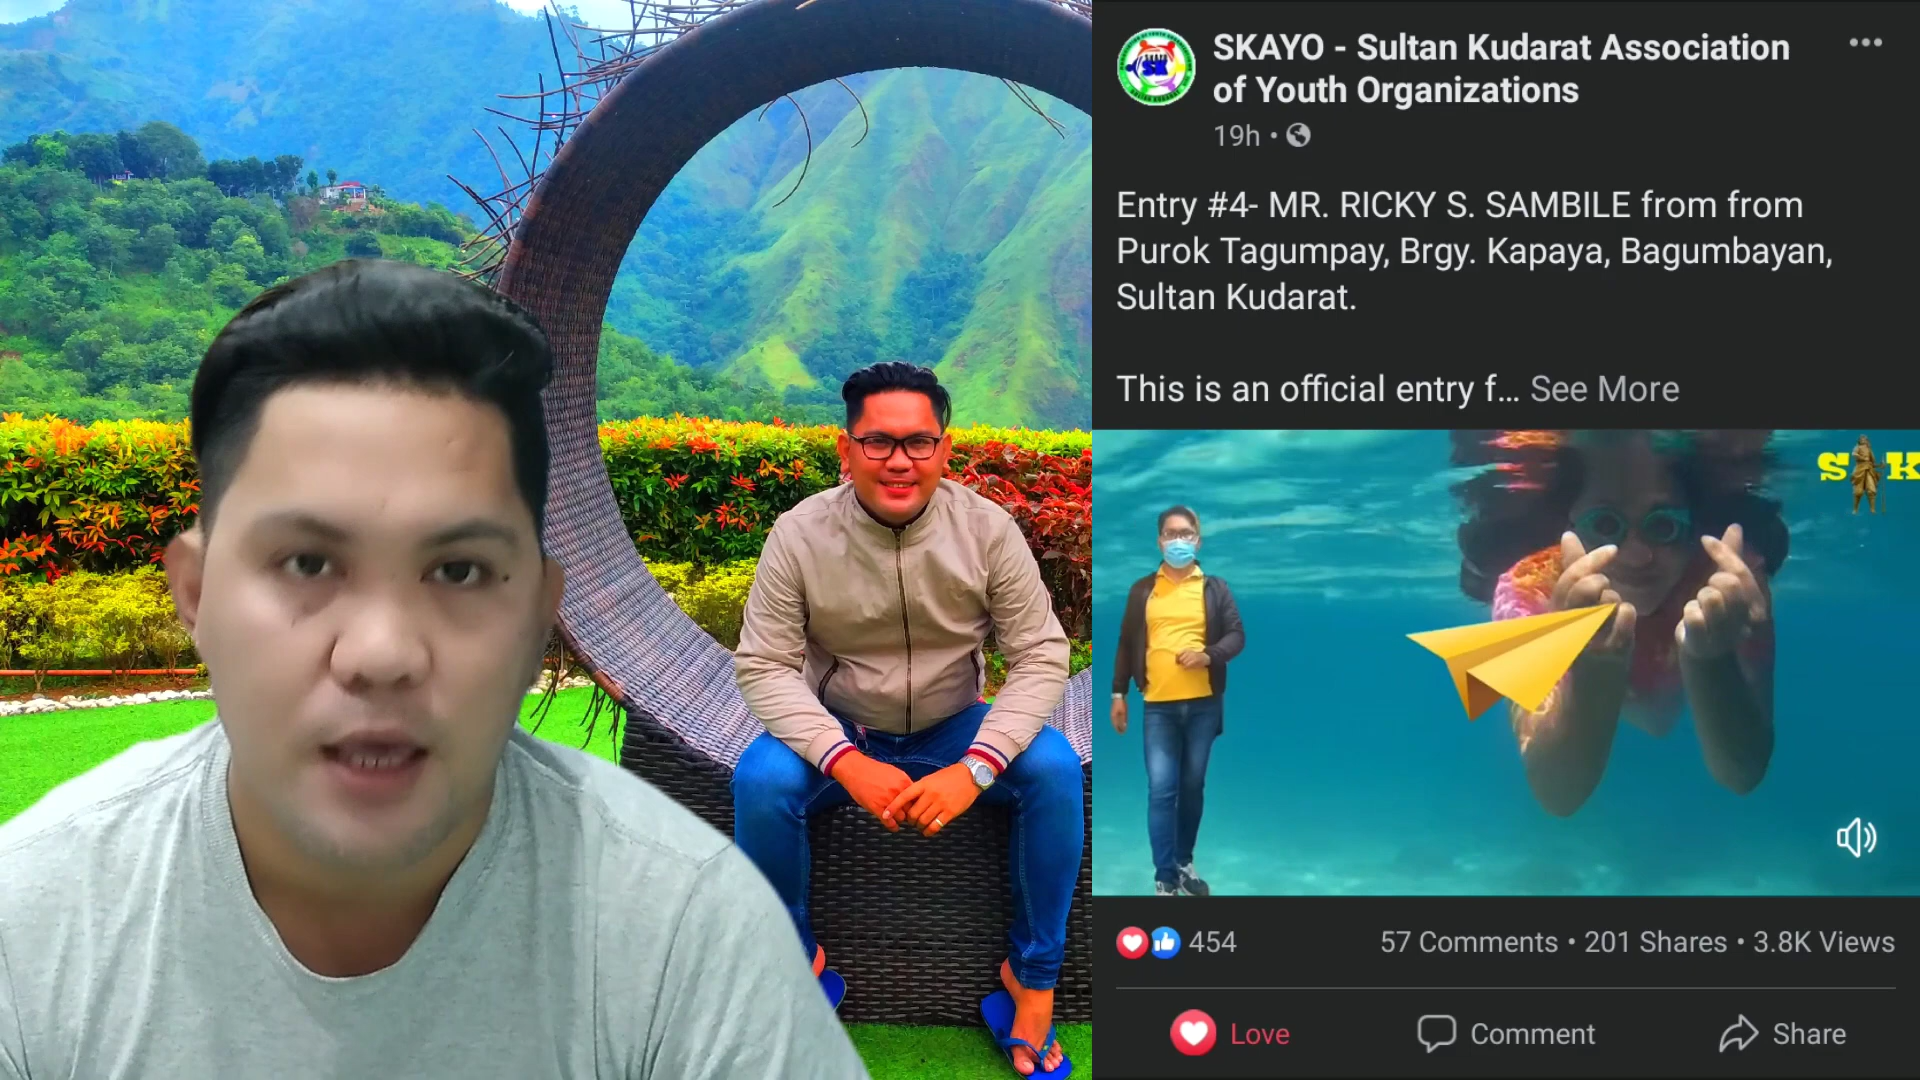 SKAYO - Sultan Kudarat Association
of Youth Organizations
19h •
Entry #4- MR. RICKY S. SAMBILE from from
Purok Tagumpay, Brgy. Kapaya, Bagumbayan,
Sultan Kudarat.
This is an official entry f... See More
S K
454
57 Comments • 201 Shares • 3.8K Views
Love
Comment
Share